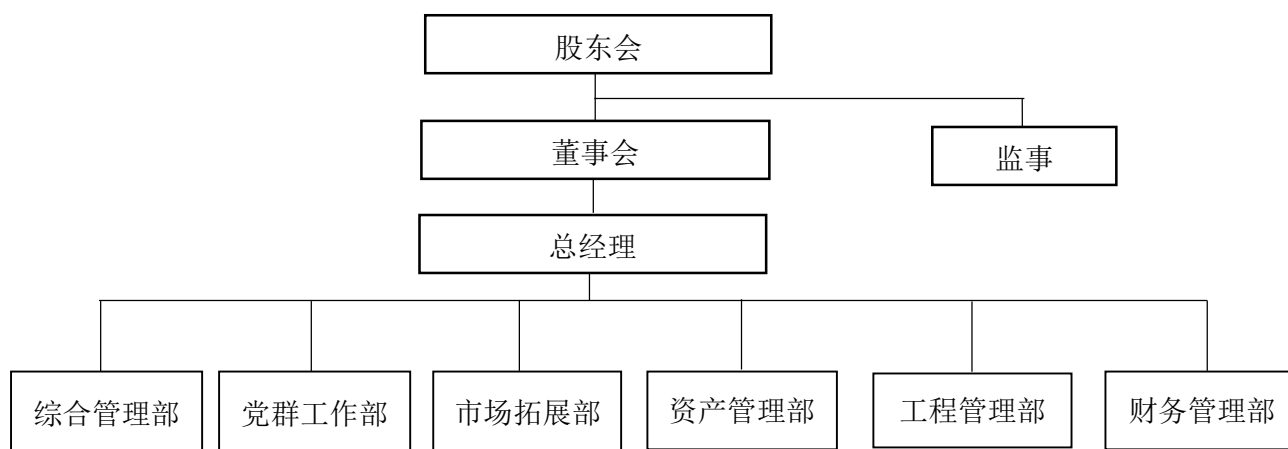 股东会
董事会
监事
总经理
综合管理部
党群工作部
市场拓展部
资产管理部
工程管理部
财务管理部